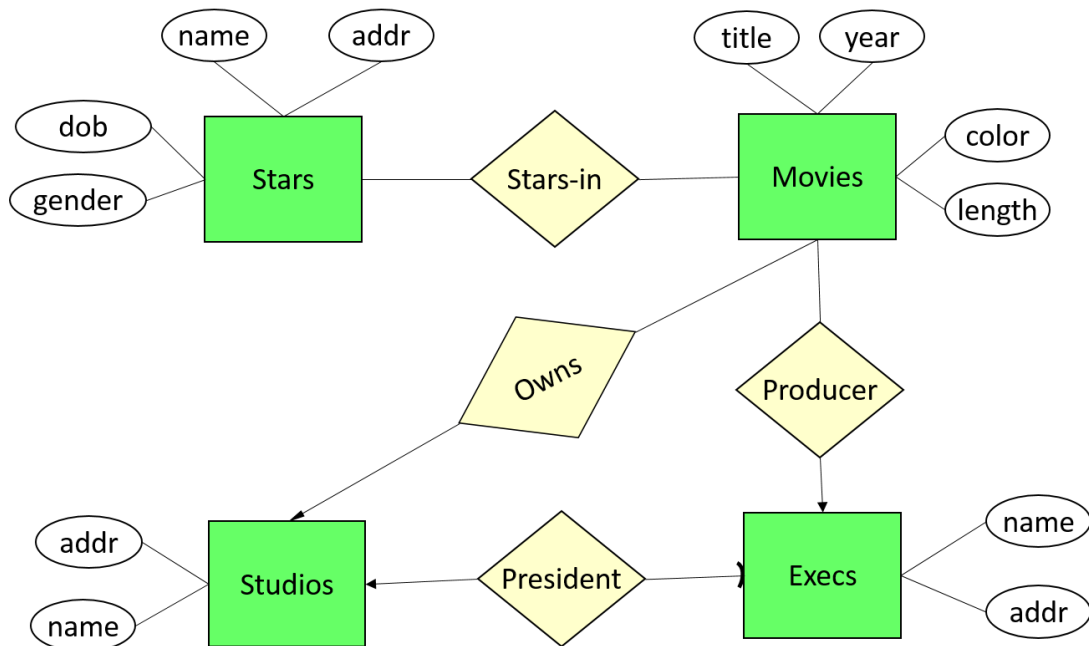 name
addr
title
year
dob
color
Stars
Stars-in
Movies
gender
length
Owns
Producer
name
addr
Studios
President
Execs
name
addr